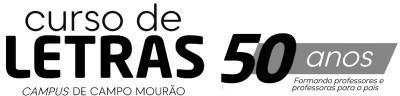 curso de
LETRAS
CAMPUS DE CAMPO MOURÃO
50 anos
Formando professores e
professoras para o país